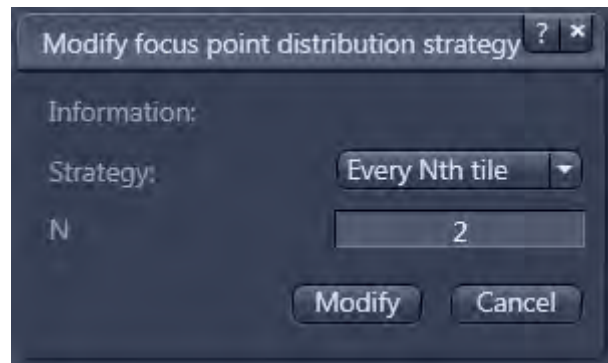 Modify focus point distribution strategy ? ×
Information:
Strategy: Every Nth tile
N 2
Modify Cancel